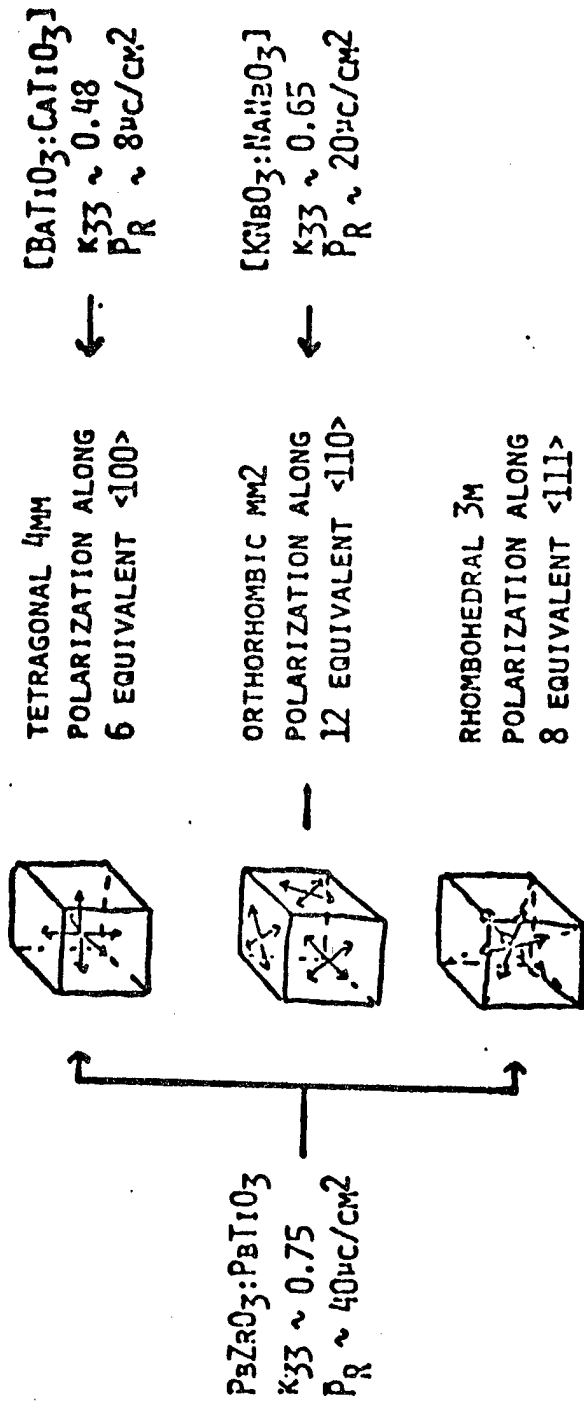 PBZRO3:PBTIO3
K33 ~ 0.75
PR ~ 40μC/CM2
TETRAGONAL 4MM
POLARIZATION ALONG
6 EQUIVALENT <100>
ORTHORHOMBIC MM2
POLARIZATION ALONG
12 EQUIVALENT <110>
RHOMBOHEDRAL 3M
POLARIZATION ALONG
8 EQUIVALENT <111>
[BATIO3:CATIO3]
K33 ~ 0.48
PR ~ 8μC/CM2
[KNBO3:NANBO3]
K33 ~ 0.65
PR ~ 20μC/CM2